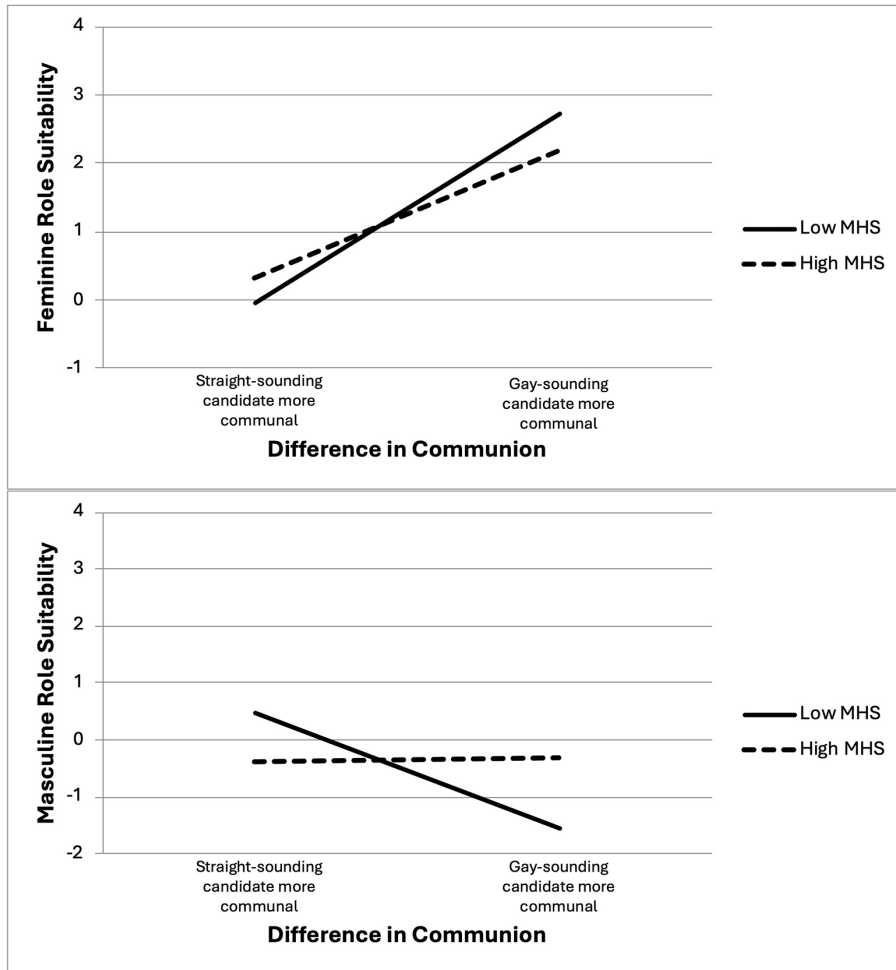 4
3
2
1
0
-1
Feminine Role Suitability
Straight-sounding
candidate more
communal
Gay-sounding
candidate more
communal
Difference in Communion
Low MHS
High MHS
4
3
2
1
0
-1
-2
Masculine Role Suitability
Straight-sounding
candidate more
communal
Gay-sounding
candidate more
communal
Difference in Communion
Low MHS
High MHS